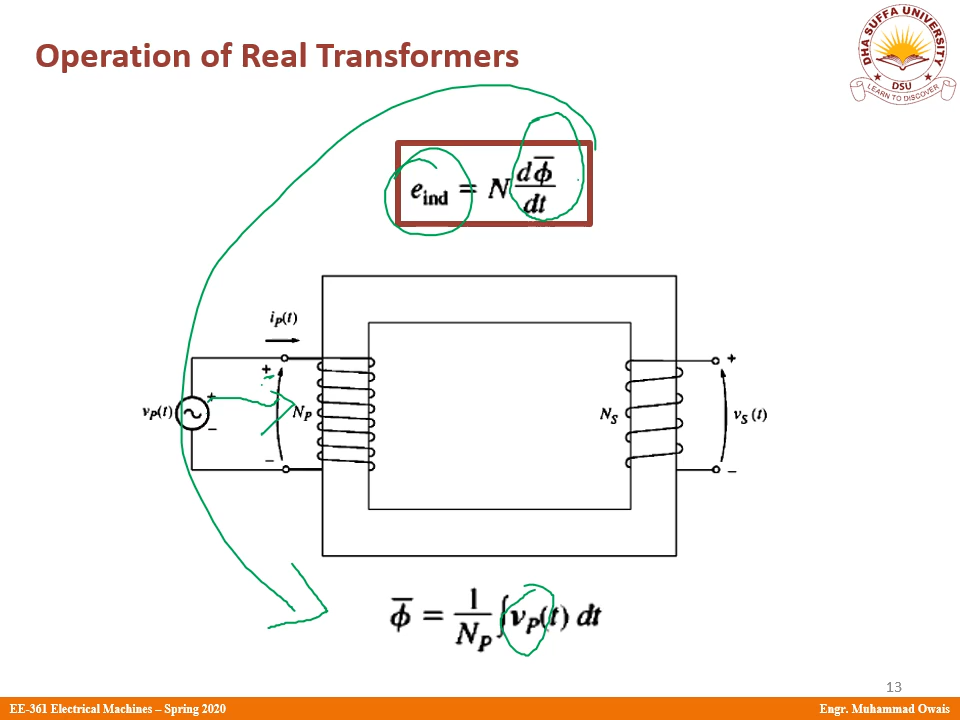 Operation of Real Transformers
DHA SUFFA UNIVERSITY
DSU
LEARN TO DISCOVER
e_ind = N dφ̅/dt
i_P(t)
+ +
v_P(t) + N_P N_S v_S (t)
−
− −
φ̅ = 1/N_P ∫v_P(t) dt
13
EE-361 Electrical Machines – Spring 2020 Engr. Muhammad Owais